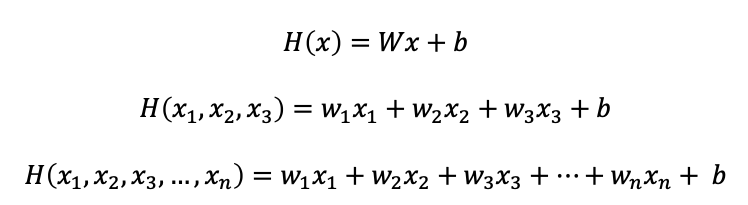 H(x) = Wx + b
H(x₁, x₂, x₃) = w₁x₁ + w₂x₂ + w₃x₃ + b
H(x₁, x₂, x₃, …, xₙ) = w₁x₁ + w₂x₂ + w₃x₃ + ⋯ + wₙxₙ + b